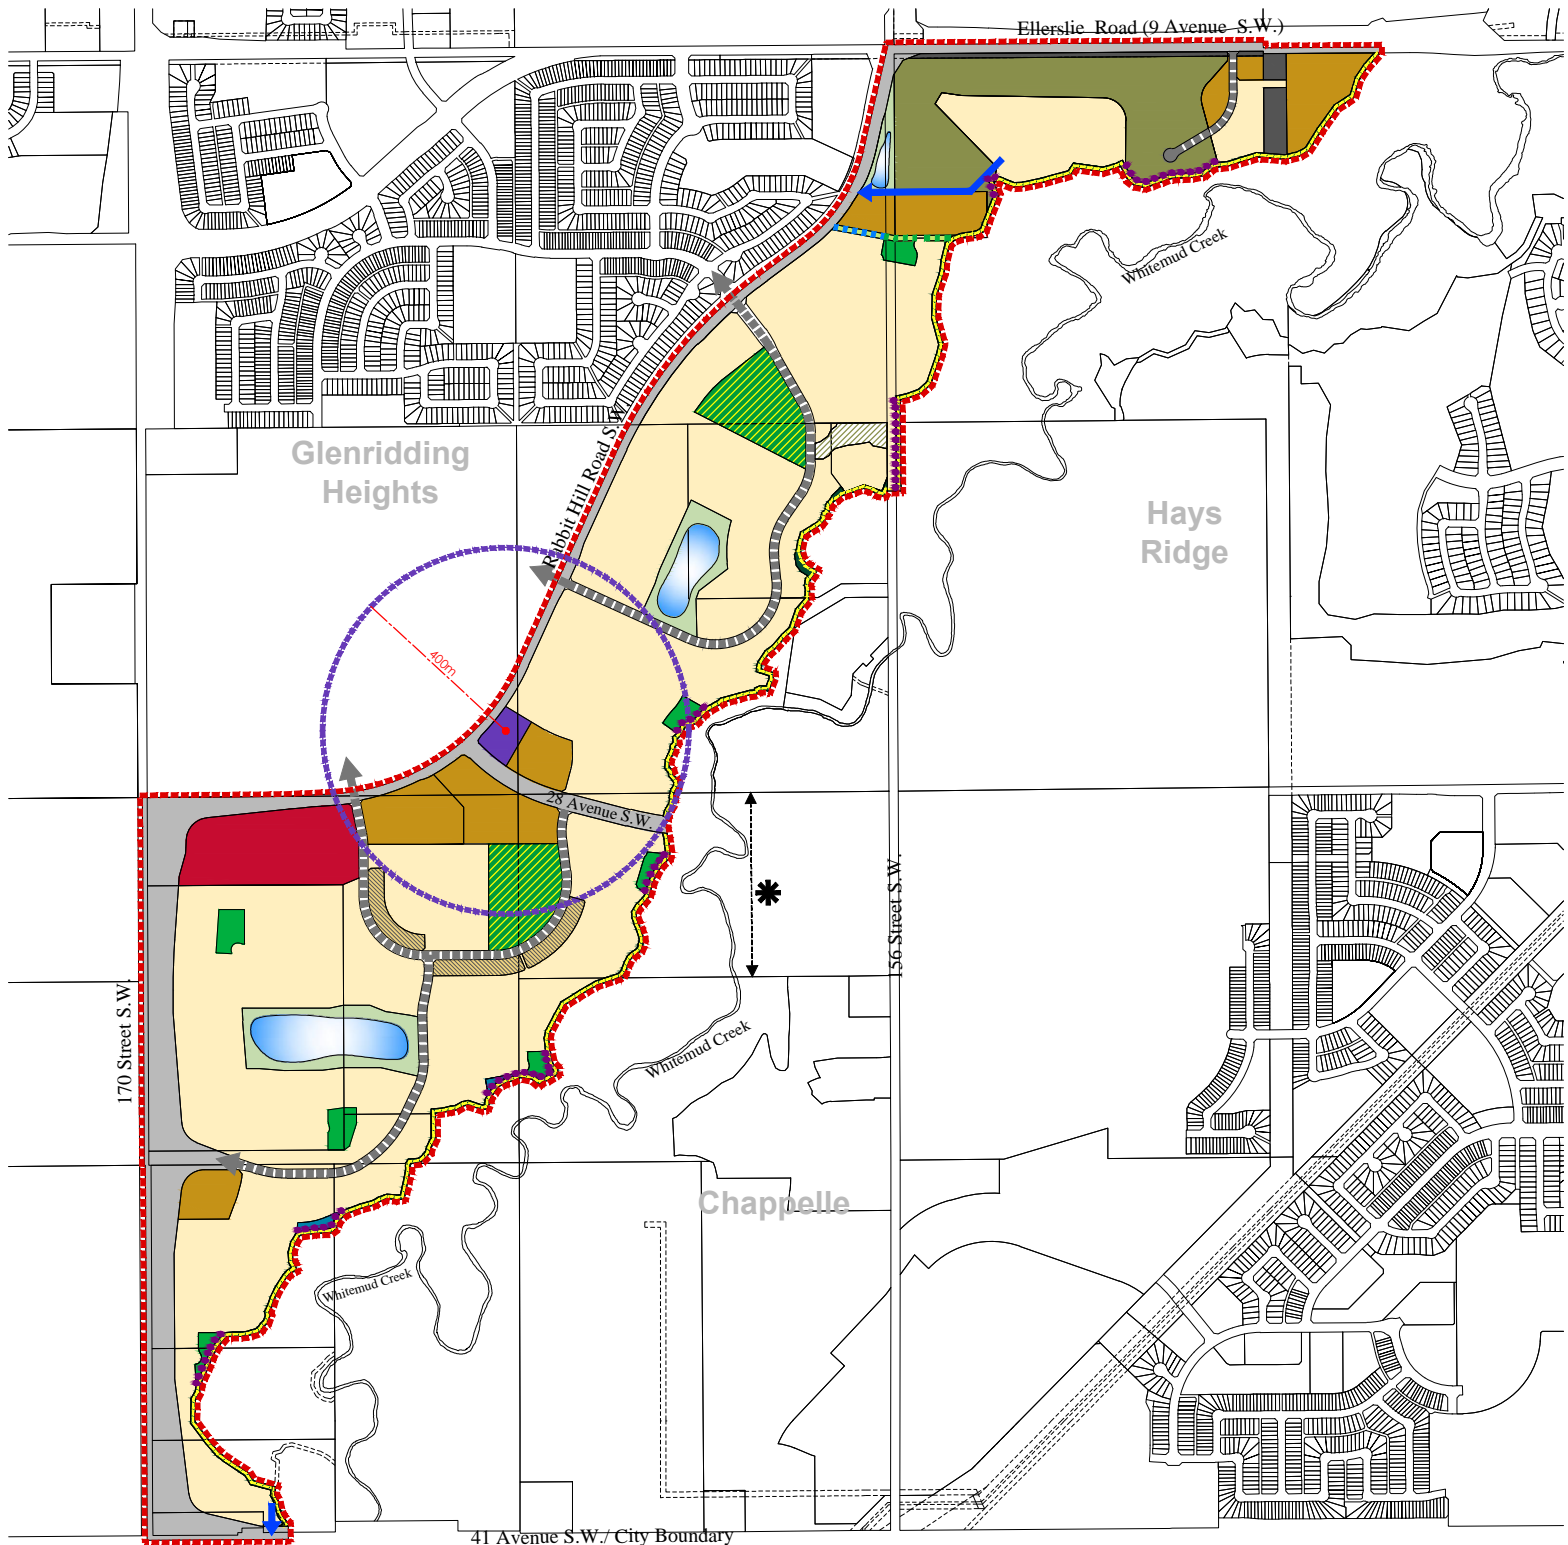 Ellerslie Road (9 Avenue S.W.)
Whitemud Creek
Rabbit Hill Road S.W.
Glenridding
Heights
Hays
Ridge
400m
28 Avenue S.W.
156 Street S.W.
170 Street S.W.
Whitemud Creek
Chappelle
Whitemud Creek
41 Avenue S.W./ City Boundary